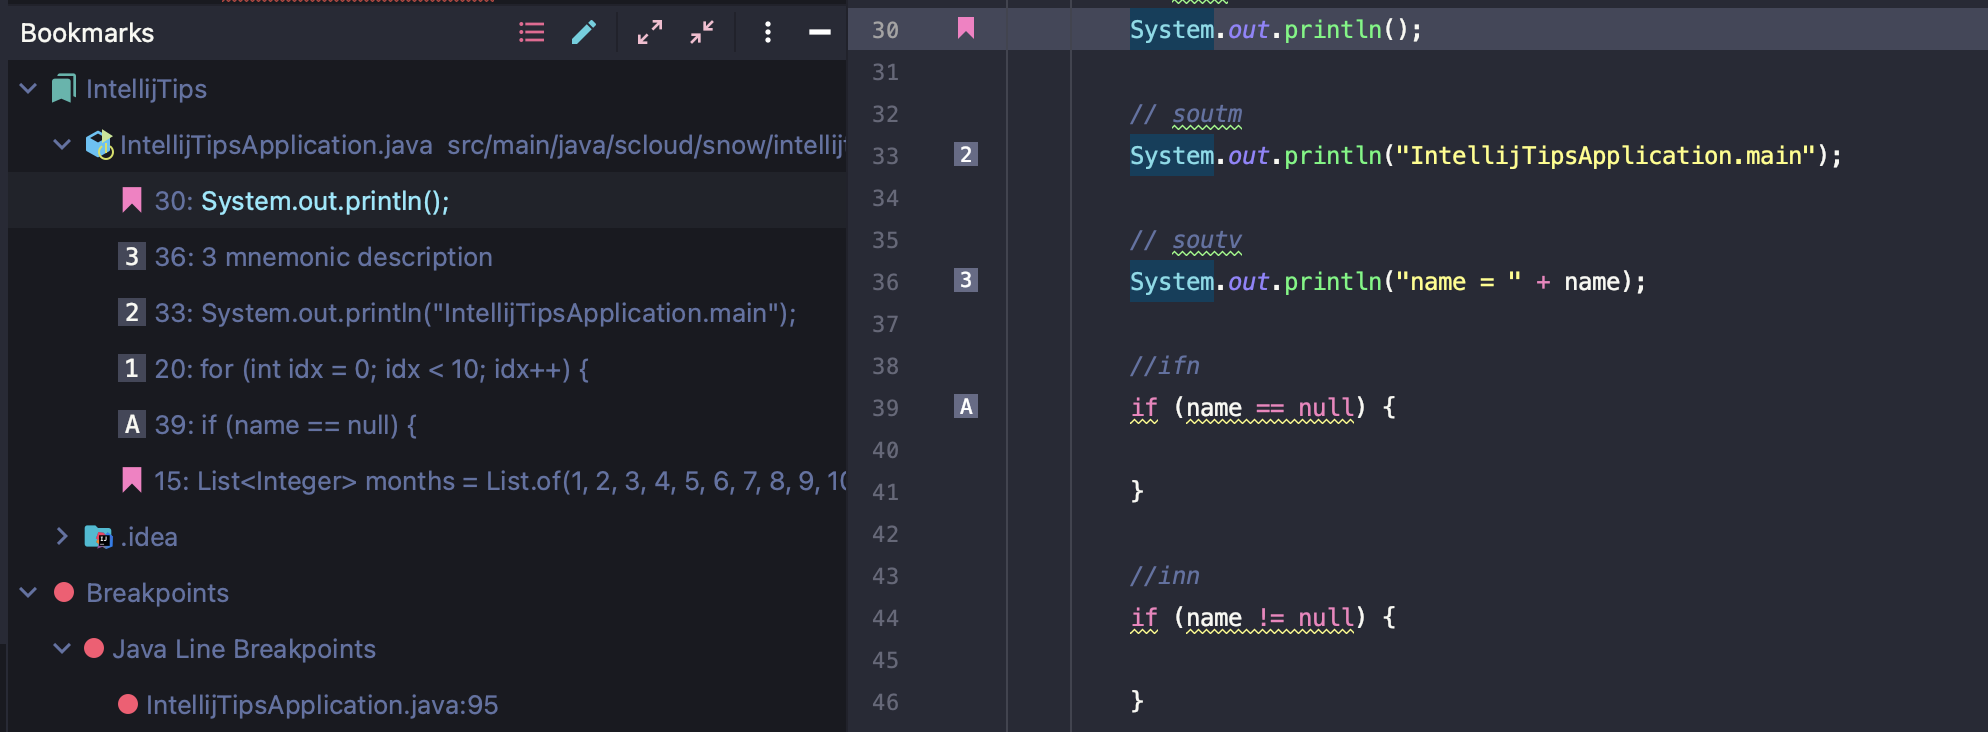 Bookmarks
IntellijTips
IntellijTipsApplication.java src/main/java/scloud/snow/intellij
30: System.out.println();
3 36: 3 mnemonic description
2 33: System.out.println("IntellijTipsApplication.main");
1 20: for (int idx = 0; idx < 10; idx++) {
A 39: if (name == null) {
15: List<Integer> months = List.of(1, 2, 3, 4, 5, 6, 7, 8, 9, 10
.idea
Breakpoints
Java Line Breakpoints
IntellijTipsApplication.java:95
30 System.out.println();
31
32 // soutm
33 2 System.out.println("IntellijTipsApplication.main");
34
35 // soutv
36 3 System.out.println("name = " + name);
37
38 //ifn
39 A if (name == null) {
40
41 }
42
43 //inn
44 if (name != null) {
45
46 }